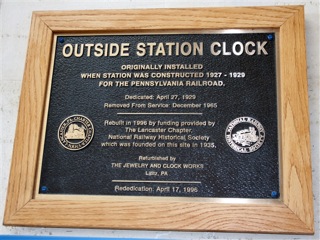 OUTSIDE STATION CLOCK
ORIGINALLY INSTALLED
WHEN STATION WAS CONSTRUCTED 1927 - 1929
FOR THE PENNSYLVANIA RAILROAD.
Dedicated: April 27, 1929
Removed From Service: December 1965
Rebuilt in 1996 by funding provided by
The Lancaster Chapter,
National Railway Historical Society
which was founded on this site in 1935.
Refurbished by
THE JEWELRY AND CLOCK WORKS
Lititz, PA
Rededication: April 17, 1996